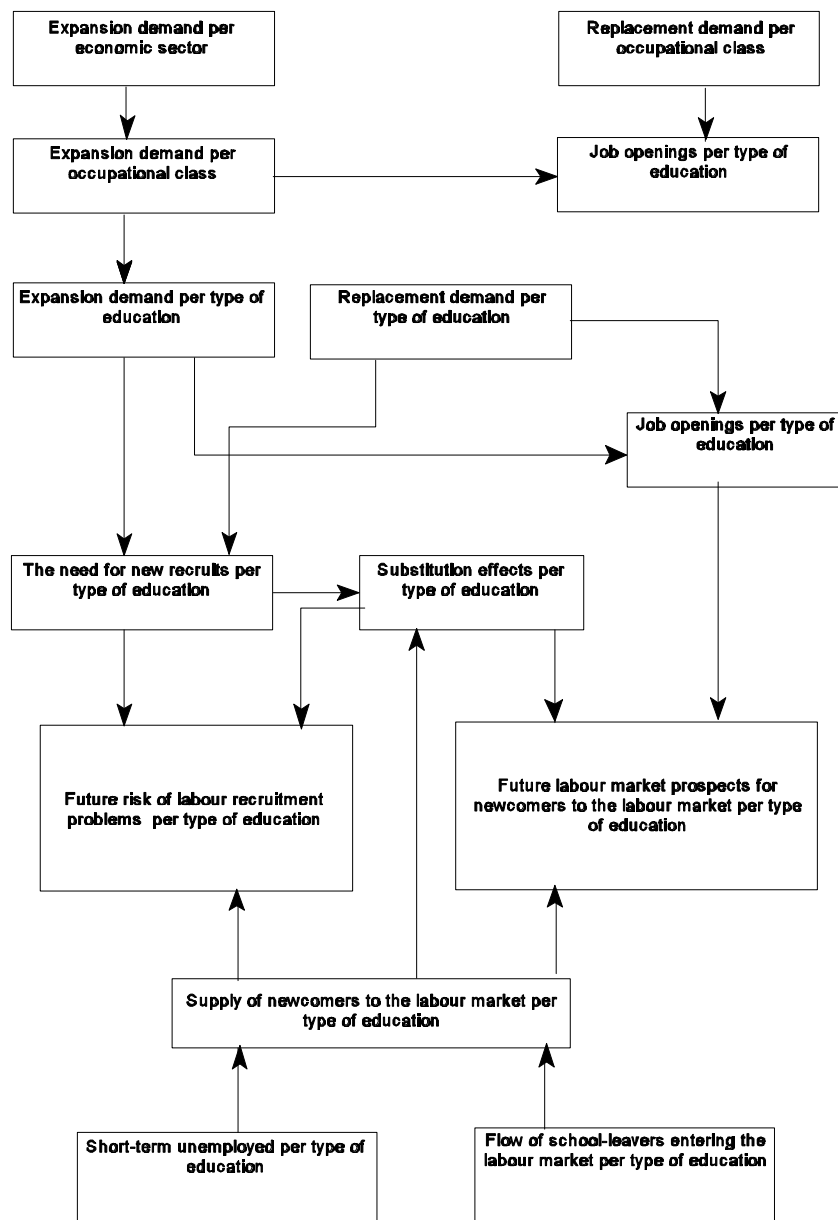 Expansion demand per
economic sector
Replacement demand per
occupational class
Expansion demand per
occupational class
Job openings per type of
education
Expansion demand per type of
education
Replacement demand per
type of education
Job openings per type of
education
The need for new recruits per
type of education
Substitution effects per
type of education
Future risk of labour recruitment
problems per type of education
Future labour market prospects for
newcomers to the labour market per type
of education
Supply of newcomers to the labour market per
type of education
Short-term unemployed per type of
education
Flow of school-leavers entering the
labour market per type of education